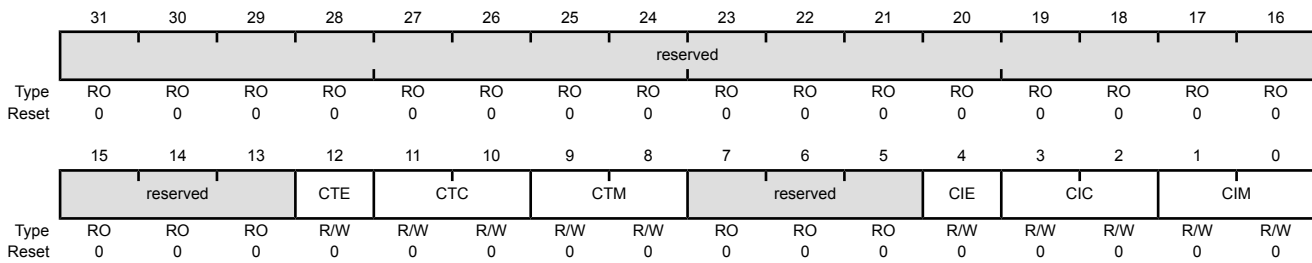 31 30 29 28 27 26 25 24 23 22 21 20 19 18 17 16
reserved
Type RO RO RO RO RO RO RO RO RO RO RO RO RO RO RO RO
Reset 0 0 0 0 0 0 0 0 0 0 0 0 0 0 0 0
15 14 13 12 11 10 9 8 7 6 5 4 3 2 1 0
reserved CTE CTC CTM reserved CIE CIC CIM
Type RO RO RO R/W R/W R/W R/W R/W RO RO RO R/W R/W R/W R/W R/W
Reset 0 0 0 0 0 0 0 0 0 0 0 0 0 0 0 0